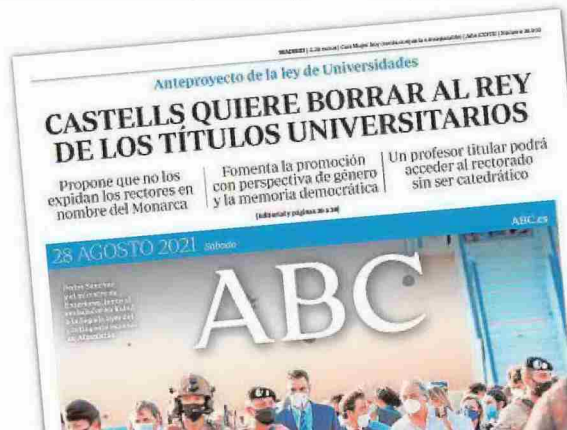 Anteproyecto de la ley de Universidades
CASTELLS QUIERE BORRAR AL REY
DE LOS TÍTULOS UNIVERSITARIOS
Propone que no los
expidan los rectores en
nombre del Monarca
Fomenta la promoción
con perspectiva de género
y la memoria democrática
Un profesor titular podrá
acceder al rectorado
sin ser catedrático
28 AGOSTO 2021 Sábado
ABC.es
ABC